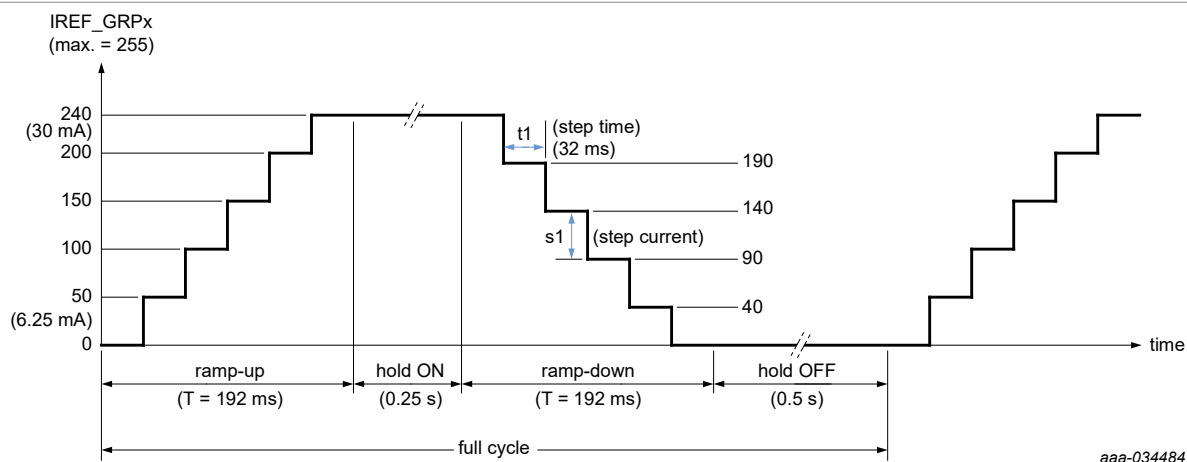 IREF_GRPx
(max. = 255)
240
(30 mA)
200
150
100
50
(6.25 mA)
0
t1
(step time)
(32 ms)
190
140
s1
(step current)
90
40
time
ramp-up
(T = 192 ms)
hold ON
(0.25 s)
ramp-down
(T = 192 ms)
hold OFF
(0.5 s)
full cycle
aaa-034484